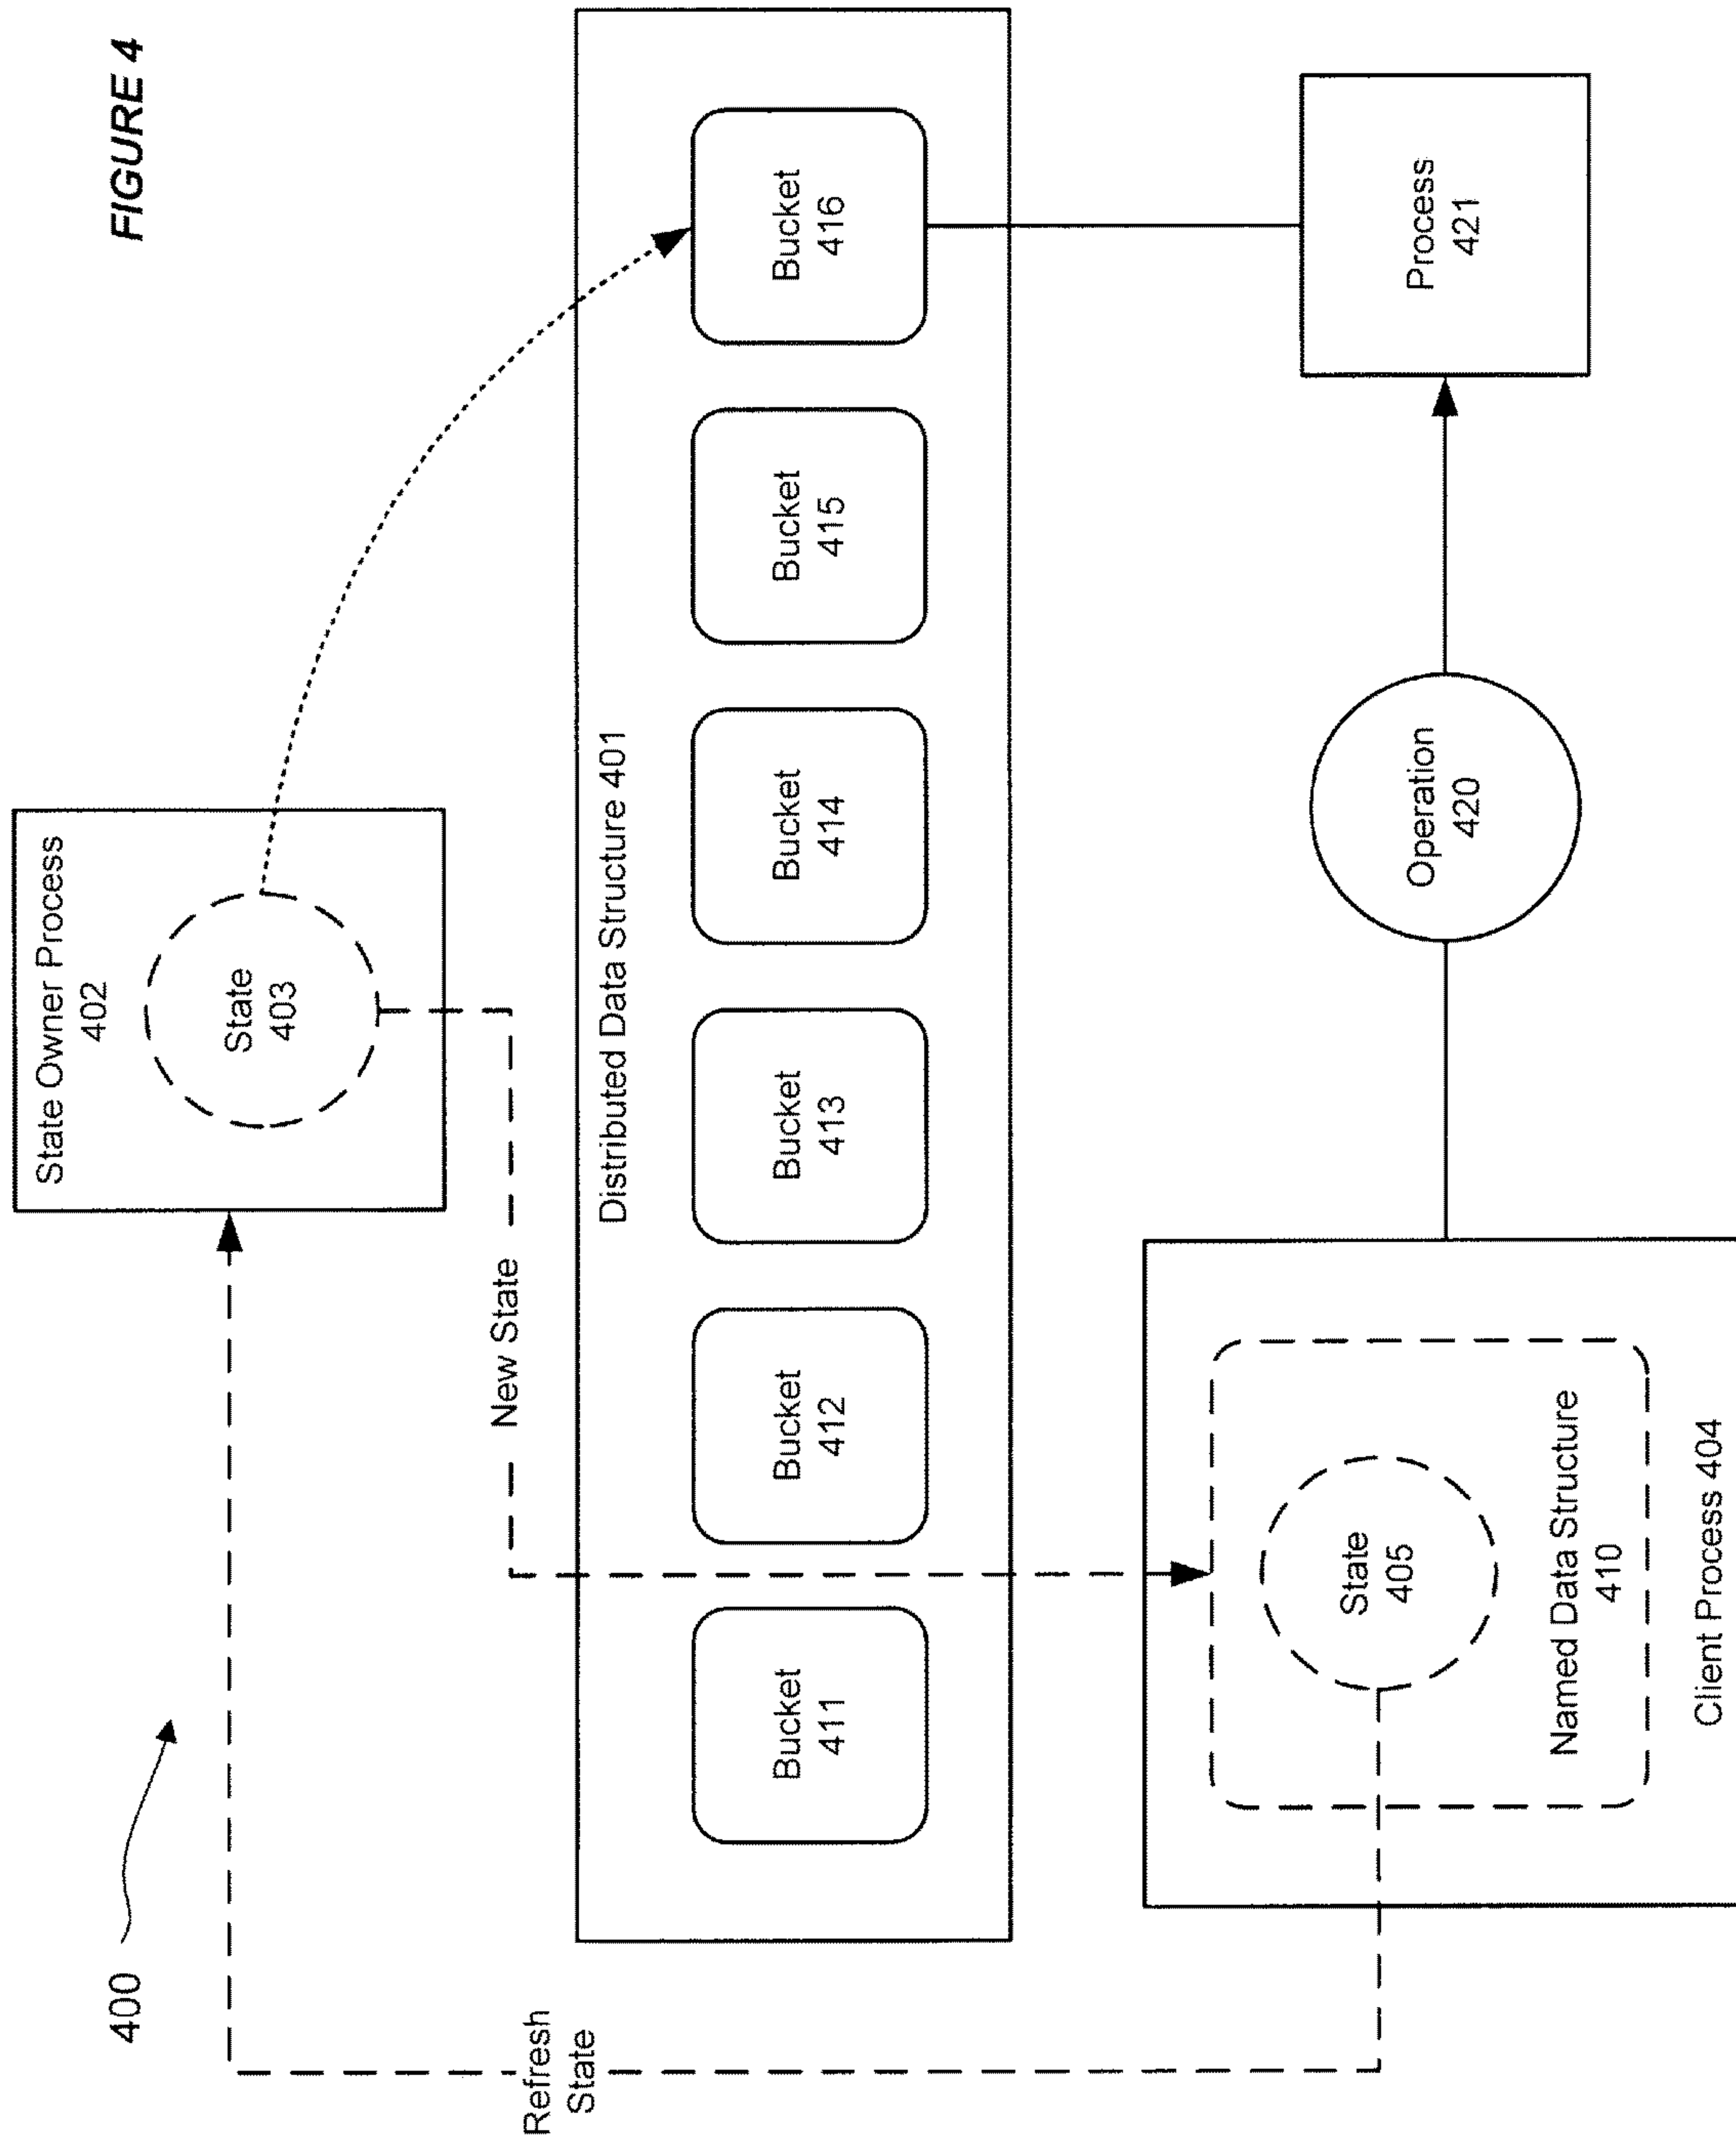 FIGURE 4
400
State Owner Process
402
State
403
New State
Refresh
State
Distributed Data Structure 401
Bucket
411
Bucket
412
Bucket
413
Bucket
414
Bucket
415
Bucket
416
State
405
Named Data Structure
410
Client Process 404
Operation
420
Process
421